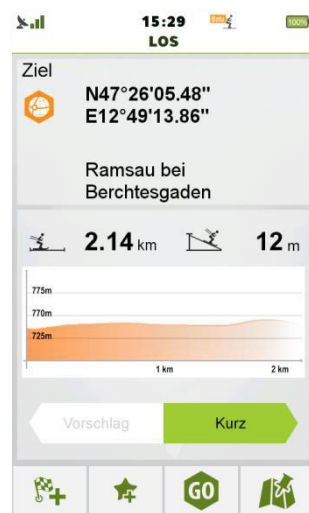 15:29
Beta
100%
LOS
Ziel
N47°26'05.48"
E12°49'13.86"
Ramsau bei
Berchtesgaden
2.14 km
12 m
775m
770m
725m
1 km
2 km
Vorschlag
Kurz
GO